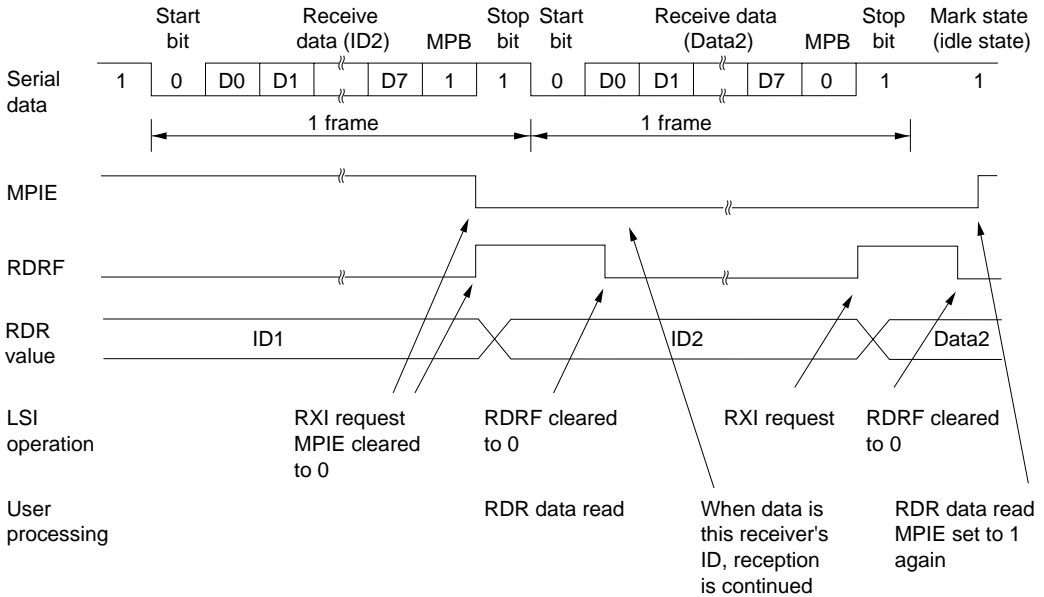 Start bit Receive data (ID2) MPB Stop bit Start bit Receive data (Data2) MPB Stop bit Mark state (idle state)
Serial data 1 0 D0 D1 D7 1 1 0 D0 D1 D7 0 1 1
1 frame 1 frame
MPIE
RDRF
RDR value ID1 ID2 Data2
LSI operation
RXI request
MPIE cleared
to 0
RDRF cleared
to 0
RXI request
RDRF cleared
to 0
User processing
RDR data read
When data is
this receiver's
ID, reception
is continued
RDR data read
MPIE set to 1
again